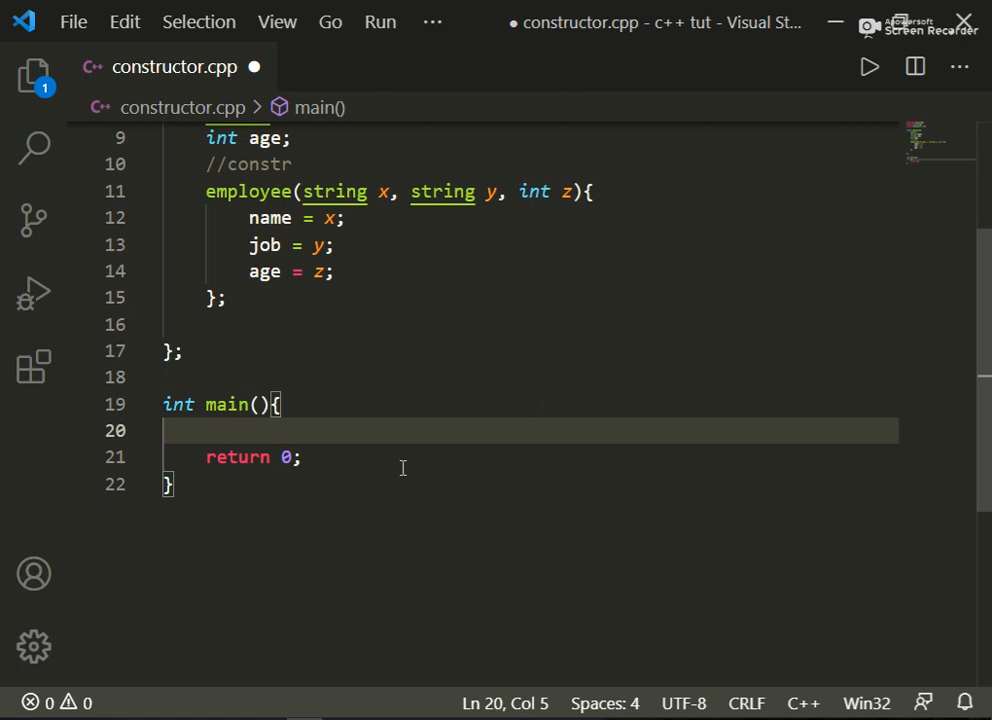 File Edit Selection View Go Run ··· ● constructor.cpp - c++ tut - Visual St...
Apowersoft
Screen Recorder
1
C++ constructor.cpp ●
C++ constructor.cpp > main()
9 int age;
10 //constr
11 employee(string x, string y, int z){
12 name = x;
13 job = y;
14 age = z;
15 };
16
17 };
18
19 int main(){
20
21 return 0;
22 }
0 0 Ln 20, Col 5 Spaces: 4 UTF-8 CRLF C++ Win32